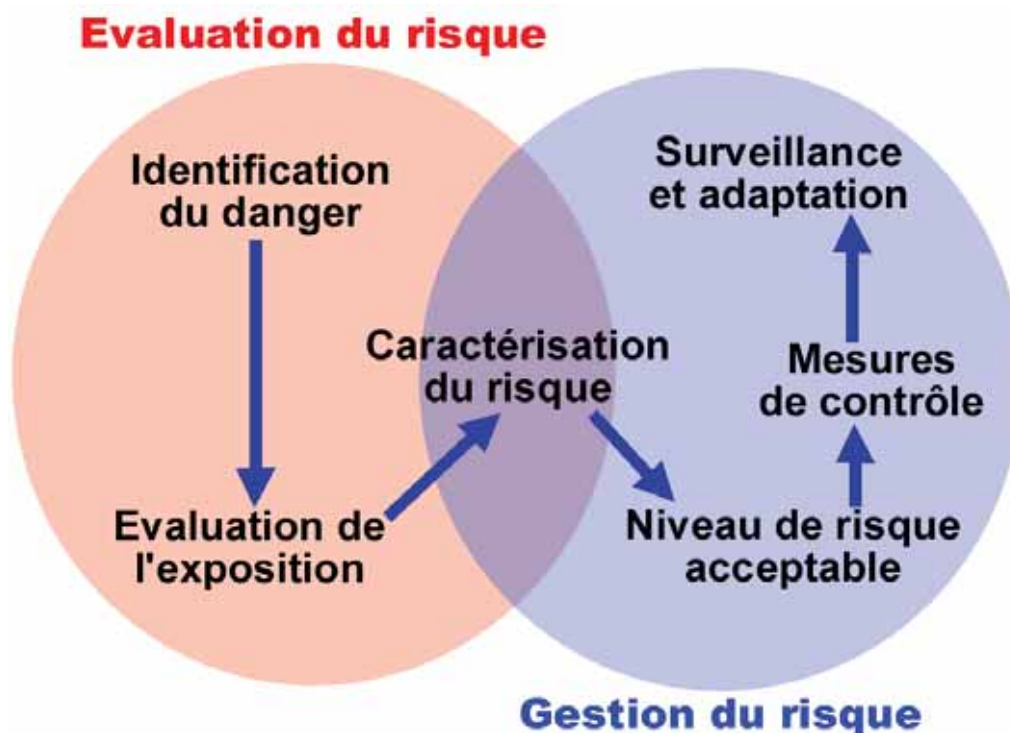 Evaluation du risque
Identification
du danger
Evaluation de
l'exposition
Caractérisation
du risque
Niveau de risque
acceptable
Mesures
de contrôle
Surveillance
et adaptation
Gestion du risque